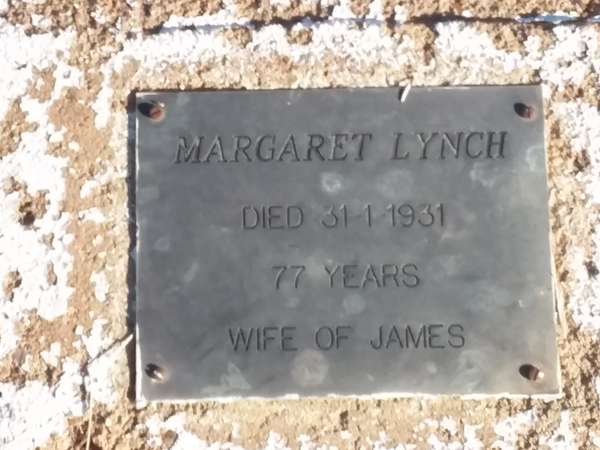 MARGARET LYNCH
DIED 31-1-1931
77 YEARS
WIFE OF JAMES